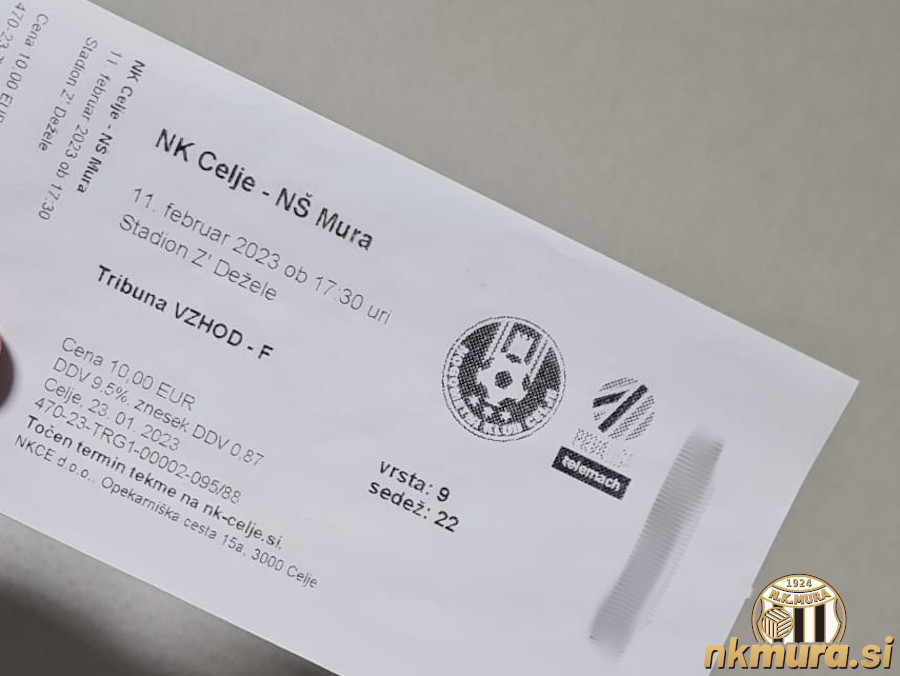 470-23-
Cena 10.00 EUR
NK Celje - NŠ Mura
11. februar 2023 ob 17:30
Stadion Z' Dežele
NK Celje - NŠ Mura
11. februar 2023 ob 17:30 uri
Stadion Z' Dežele
Tribuna VZHOD - F
Cena 10,00 EUR
DDV 9.5%, znesek DDV 0,87
Celje, 23. 01. 2023
470-23-TRG1-00002-095/88
Točen termin tekme na nk-celje.si.
NKCE d.o.o., Opekarniška cesta 15a, 3000 Celje
vrsta: 9
sedež: 22
telemach
1924
N.K.MURA
nkmura.si